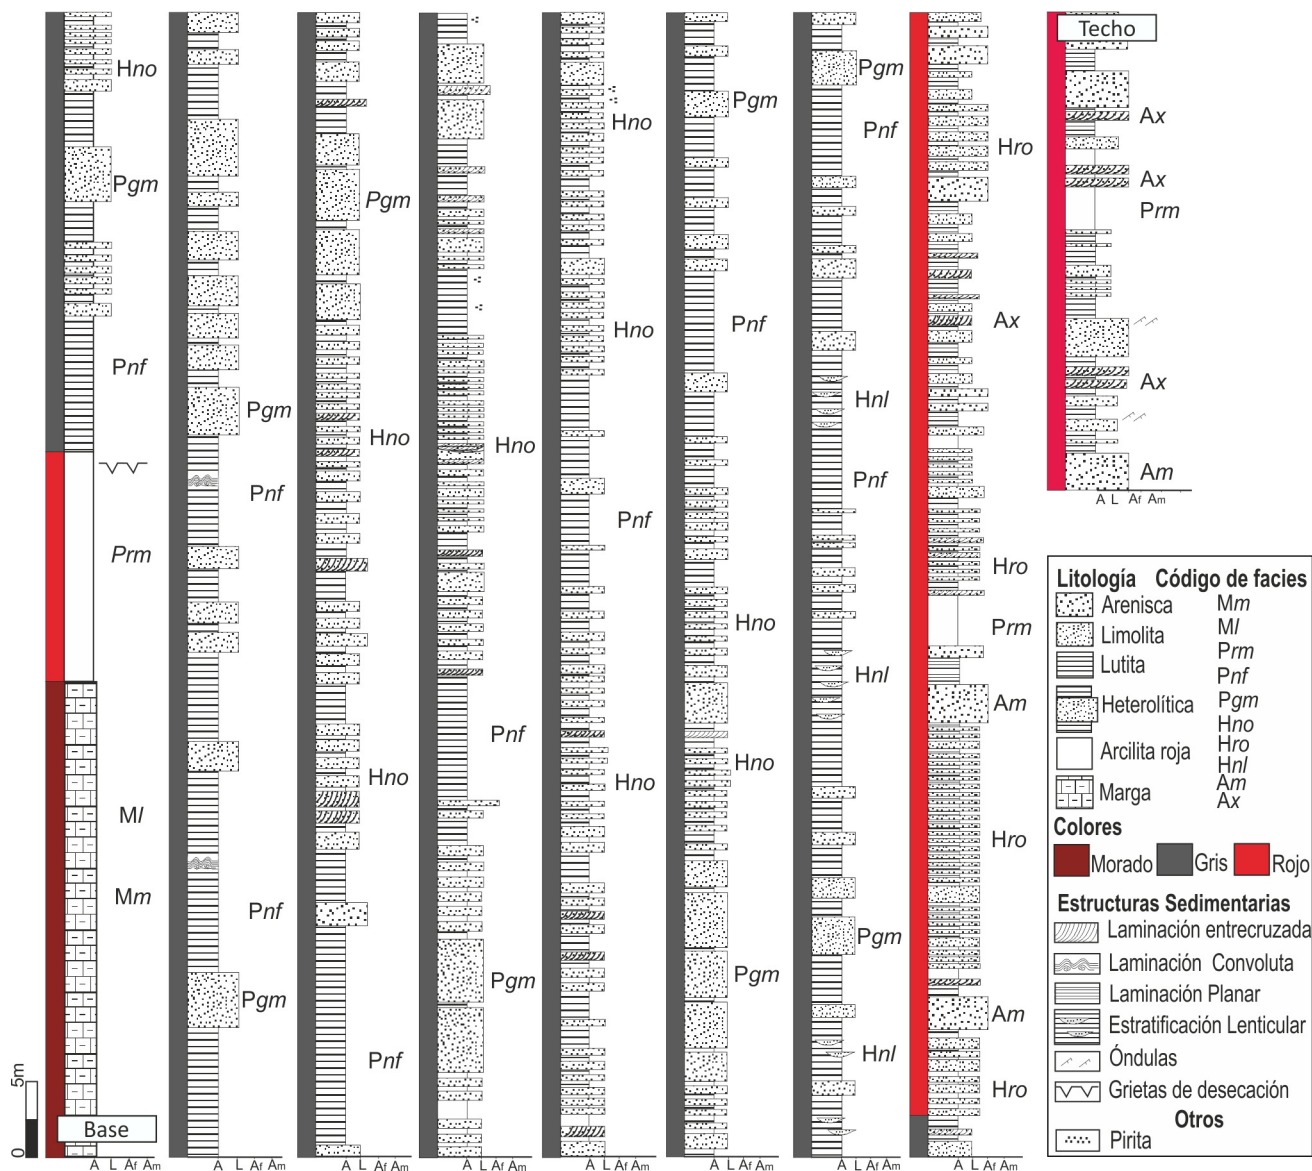 Hno
Pgm
Pnf
Prm
Ml
Mm
5m
0
Base
A L Af Am
Pgm
Pnf
Pnf
Pgm
A L Af Am
Pgm
Hno
Hno
Pnf
A L Af Am
Hno
Pnf
Pgm
A L Af Am
Hno
Hno
Pnf
Hno
A L Af Am
Pgm
Pnf
Hno
Hno
Pgm
A L Af Am
Pgm
Pnf
Hnl
Pnf
Hnl
Pgm
Hnl
A L Af Am
Hro
Ax
Hro
Prm
Am
Hro
Am
Hro
A L Af Am
Techo
Ax
Ax
Prm
Ax
Am
A L Af Am
Litología Código de facies
Arenisca
Limolita
Lutita
Heterolítica
Arcilita roja
Marga
Mm
Ml
Prm
Pnf
Pgm
Hno
Hro
Hnl
Am
Ax
Colores
Morado Gris Rojo
Estructuras Sedimentarias
Laminación entrecruzada
Laminación Convoluta
Laminación Planar
Estratificación Lenticular
Óndulas
Grietas de desecación
Otros
Pirita